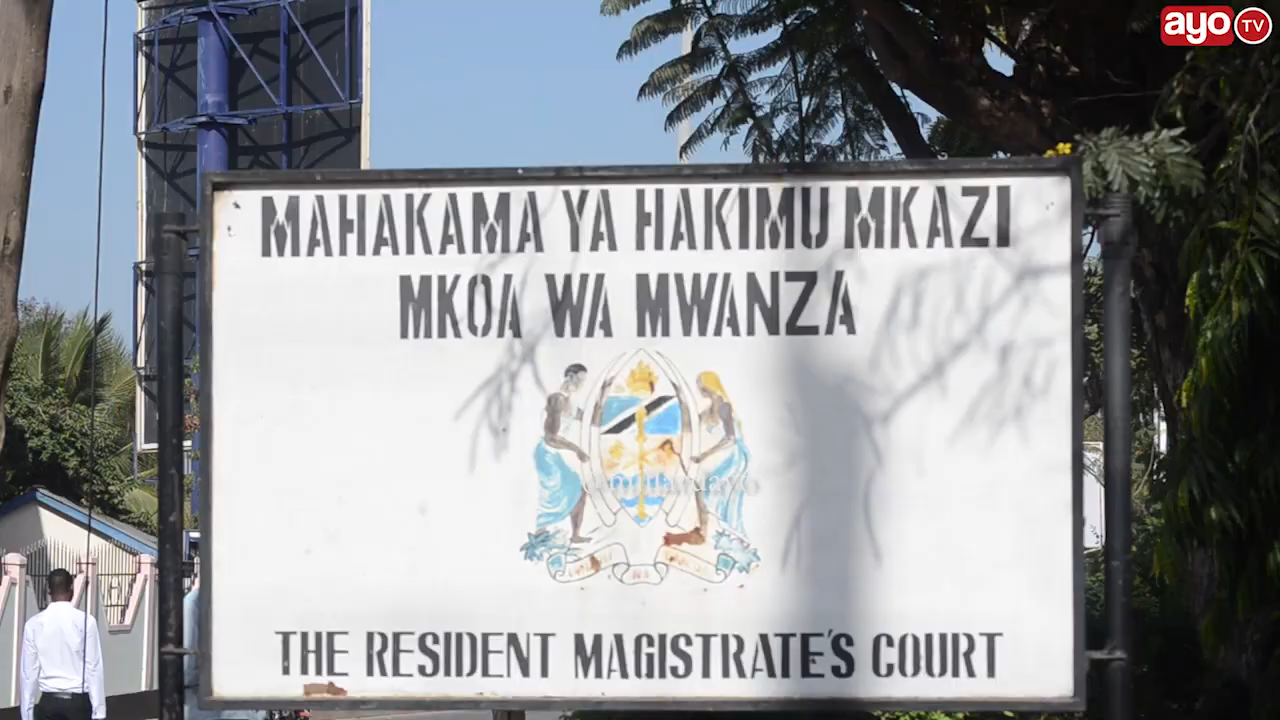 ayo TV
MAHAKAMA YA HAKIMU MKAZI
MKOA WA MWANZA
THE RESIDENT MAGISTRATE'S COURT